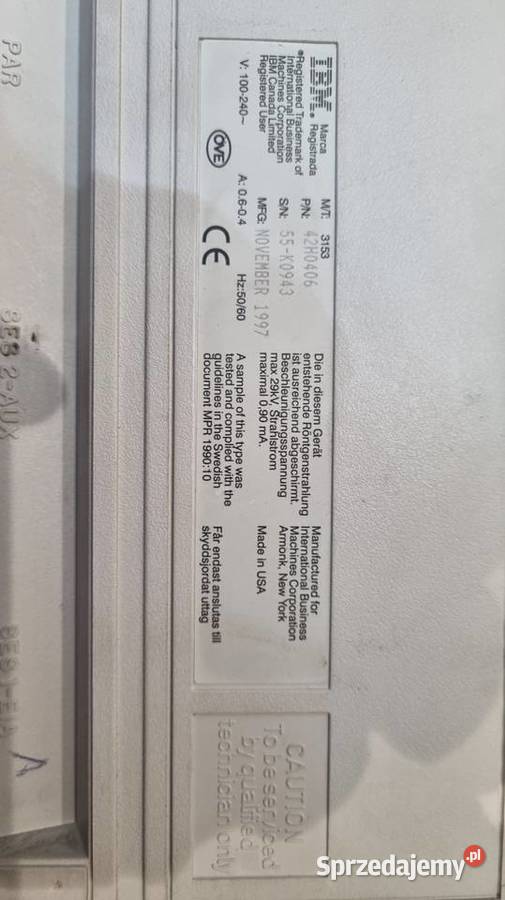 IBM®
Marca
Registrada
*Registered Trademark of
International Business
Machines Corporation
IBM Canada Limited
Registered User
V: 100-240~
A: 0.6-0.4
Hz:50/60
M/T: 3153
P/N: 42H0406
S/N: 55-K0943
MFG: NOVEMBER 1997
OVE
CE
Die in diesem Gerät
entstehende Röntgenstrahlung
ist ausreichend abgeschirmt.
Beschleunigungsspannung
max 29kV, Strahlstrom
maximal 0,90 mA.
A sample of this type was
tested and complied with the
guidelines in the Swedish
document MPR 1990:10
Manufactured for
International Business
Machines Corporation
Armonk, New York
Made in USA
Får endast anslutas till
skyddsjordat uttag
CAUTION
To be serviced
by qualified
technician only
PAR
2-AUX
Sprzedajemy.pl